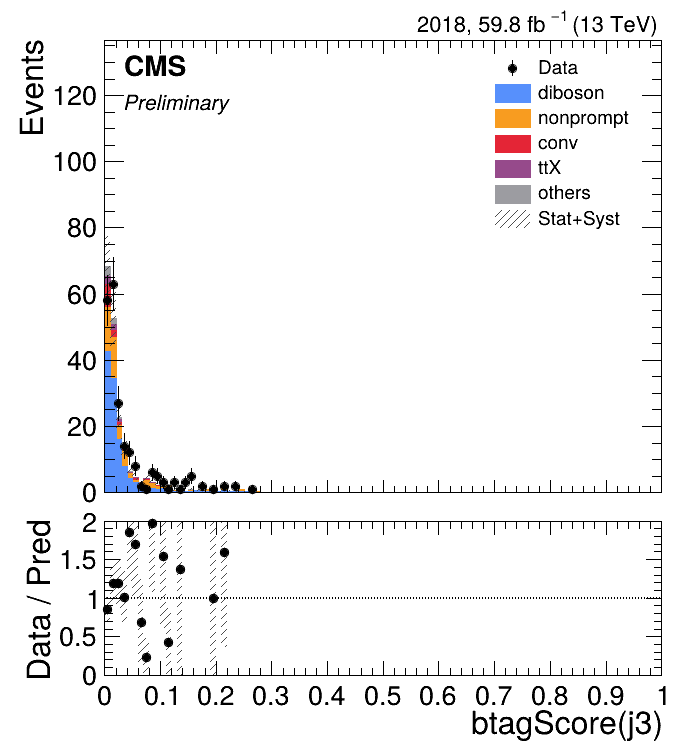 2018, 59.8 fb⁻¹ (13 TeV)
CMS
Preliminary
Events
120
100
80
60
40
20
0
Data
diboson
nonprompt
conv
ttX
others
Stat+Syst
Data / Pred
2
1.5
1
0.5
0
0 0.1 0.2 0.3 0.4 0.5 0.6 0.7 0.8 0.9 1
btagScore(j3)